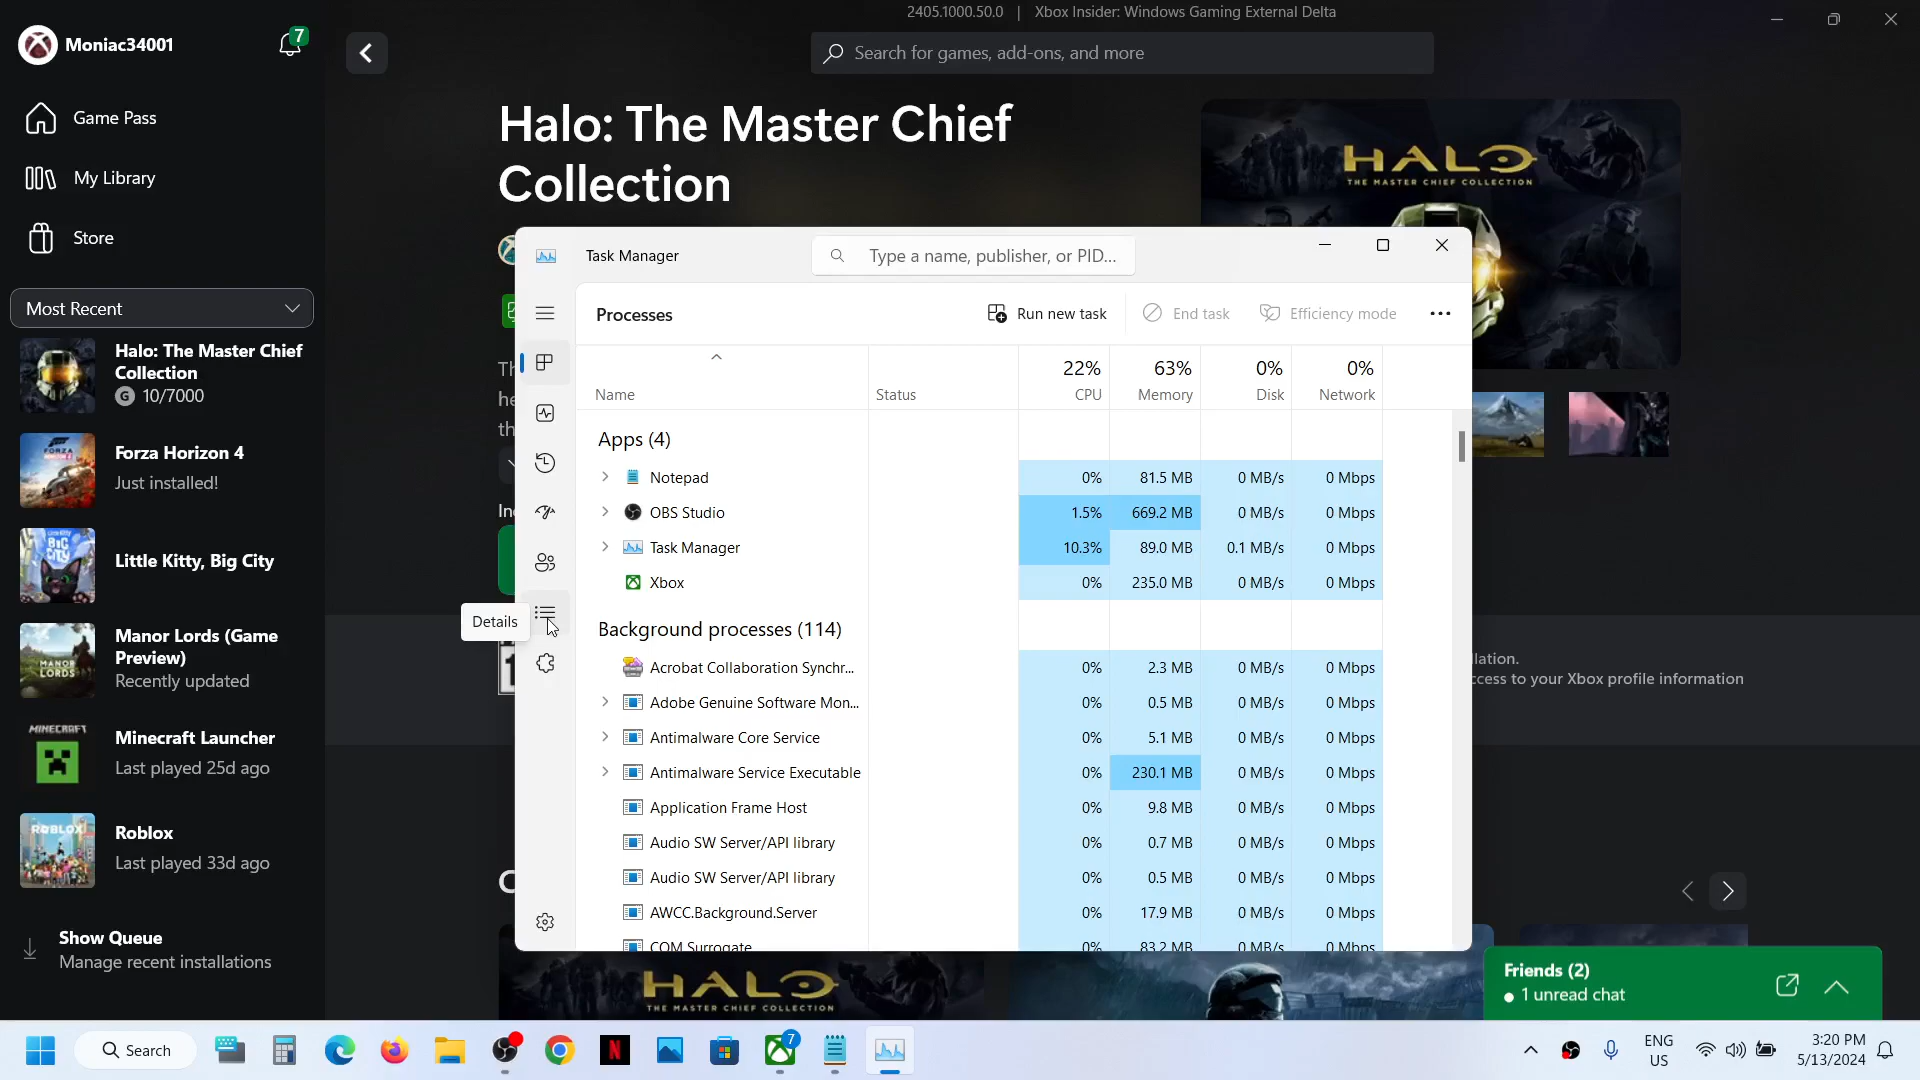 2405.1000.50.0 | Xbox Insider: Windows Gaming External Delta
Moniac34001
7
Search for games, add-ons, and more
Game Pass
My Library
Store
Most Recent
Halo: The Master Chief
Collection
10/7000
Forza Horizon 4
Just installed!
Little Kitty, Big City
Manor Lords (Game
Preview)
Recently updated
Minecraft Launcher
Last played 25d ago
Roblox
Last played 33d ago
Show Queue
Manage recent installations
Halo: The Master Chief
Collection
HALO
THE MASTER CHIEF COLLECTION
Task Manager
Type a name, publisher, or PID...
Processes
Run new task
End task
Efficiency mode
22% 63% 0% 0%
Name Status CPU Memory Disk Network
Apps (4)
Notepad 0% 81.5 MB 0 MB/s 0 Mbps
OBS Studio 1.5% 669.2 MB 0 MB/s 0 Mbps
Task Manager 10.3% 89.0 MB 0.1 MB/s 0 Mbps
Xbox 0% 235.0 MB 0 MB/s 0 Mbps
Details
Background processes (114)
Acrobat Collaboration Synchr... 0% 2.3 MB 0 MB/s 0 Mbps
Adobe Genuine Software Mon... 0% 0.5 MB 0 MB/s 0 Mbps
Antimalware Core Service 0% 5.1 MB 0 MB/s 0 Mbps
Antimalware Service Executable 0% 230.1 MB 0 MB/s 0 Mbps
Application Frame Host 0% 9.8 MB 0 MB/s 0 Mbps
Audio SW Server/API library 0% 0.7 MB 0 MB/s 0 Mbps
Audio SW Server/API library 0% 0.5 MB 0 MB/s 0 Mbps
AWCC.Background.Server 0% 17.9 MB 0 MB/s 0 Mbps
COM Surrogate 0% 83.2 MB 0 MB/s 0 Mbps
to your Xbox profile information
HALO
THE MASTER CHIEF COLLECTION
Friends (2)
1 unread chat
Search
7
ENG
US
3:20 PM
5/13/2024